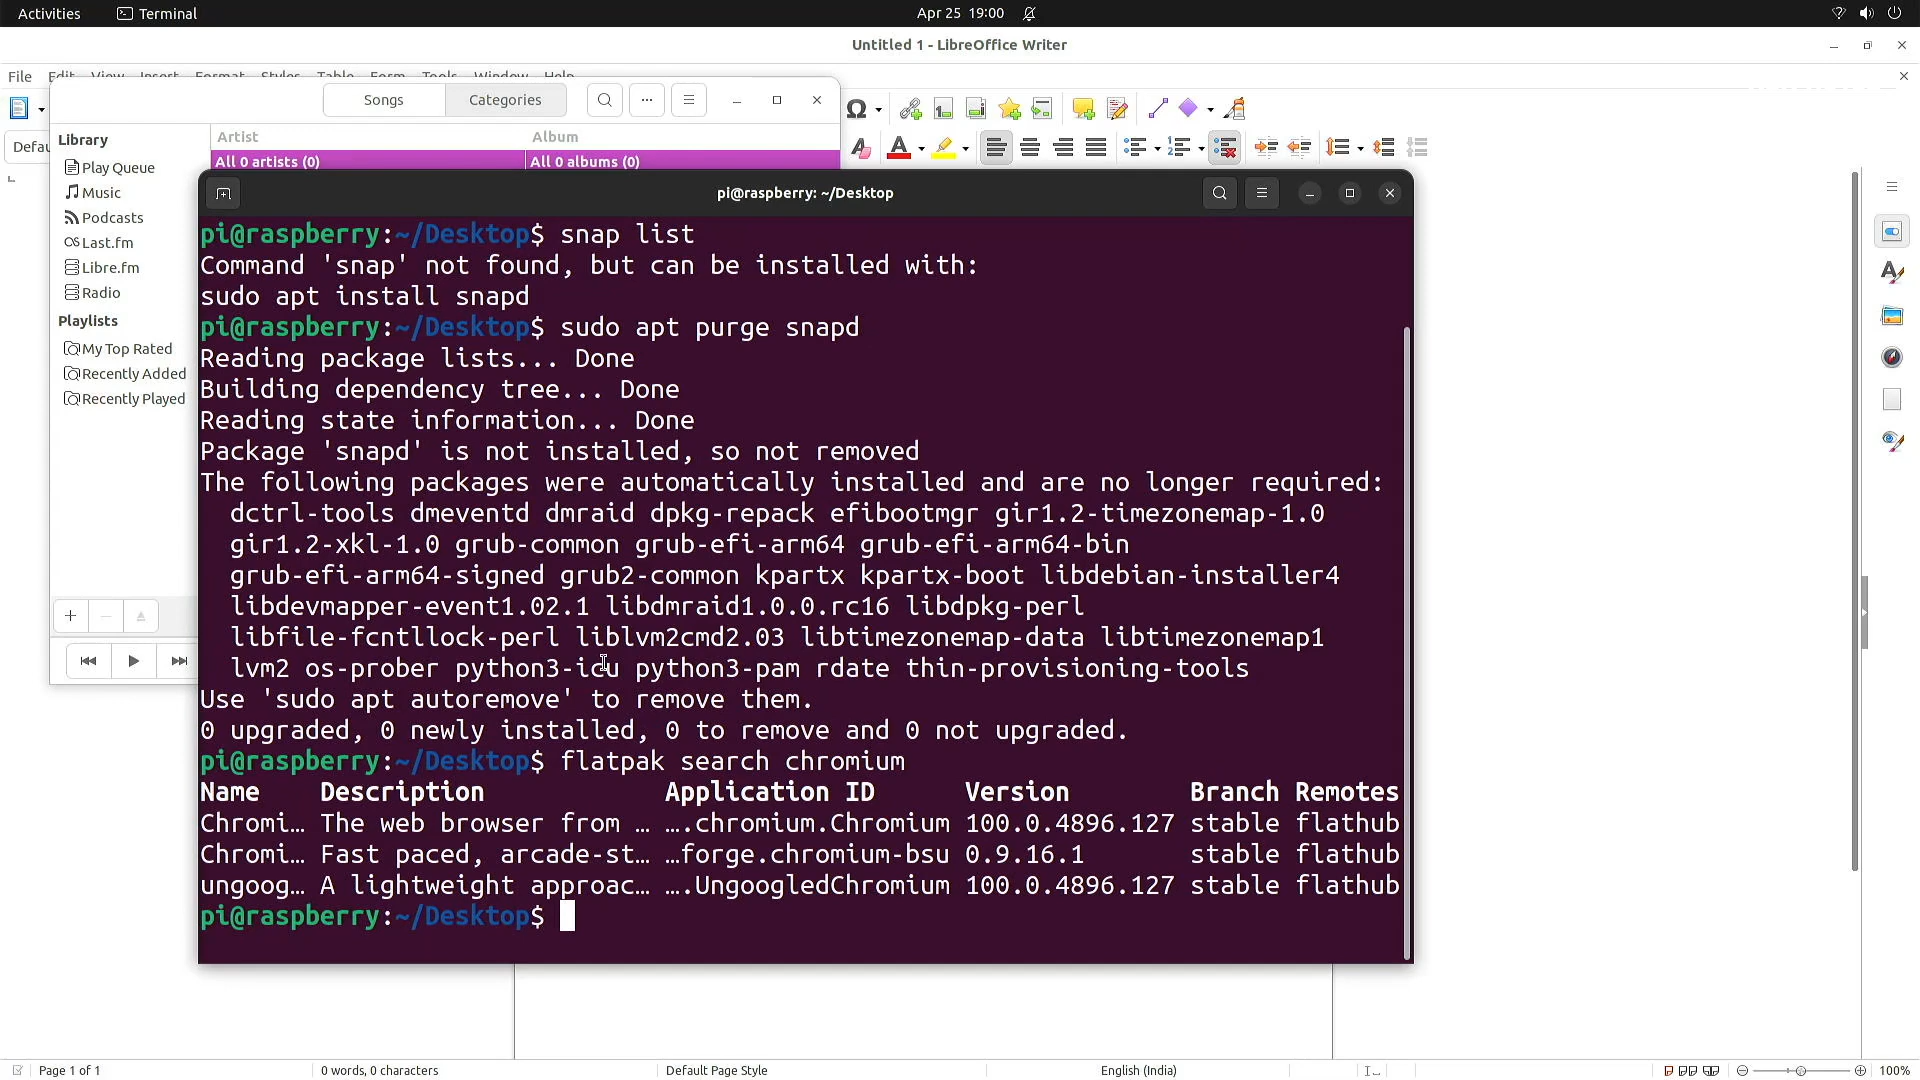 Activities
Terminal
Apr 25 19:00
Untitled 1 - LibreOffice Writer
File Edit View Insert Format Styles Table Form Tools Window Help
Songs
Categories
Library
Artist
Album
All 0 artists (0)
All 0 albums (0)
Play Queue
Music
Podcasts
Last.fm
Libre.fm
Radio
Playlists
My Top Rated
Recently Added
Recently Played
pi@raspberry: ~/Desktop
pi@raspberry:~/Desktop$ snap list
Command 'snap' not found, but can be installed with:
sudo apt install snapd
pi@raspberry:~/Desktop$ sudo apt purge snapd
Reading package lists... Done
Building dependency tree... Done
Reading state information... Done
Package 'snapd' is not installed, so not removed
The following packages were automatically installed and are no longer required:
dctrl-tools dmeventd dmraid dpkg-repack efibootmgr gir1.2-timezonemap-1.0
gir1.2-xkl-1.0 grub-common grub-efi-arm64 grub-efi-arm64-bin
grub-efi-arm64-signed grub2-common kpartx kpartx-boot libdebian-installer4
libdevmapper-event1.02.1 libdmraid1.0.0.rc16 libdpkg-perl
libfile-fcntllock-perl liblvm2cmd2.03 libtimezonemap-data libtimezonemap1
lvm2 os-prober python3-icu python3-pam rdate thin-provisioning-tools
Use 'sudo apt autoremove' to remove them.
0 upgraded, 0 newly installed, 0 to remove and 0 not upgraded.
pi@raspberry:~/Desktop$ flatpak search chromium
Name Description Application ID Version Branch Remotes
Chromi… The web browser from … ….chromium.Chromium 100.0.4896.127 stable flathub
Chromi… Fast paced, arcade-st… …forge.chromium-bsu 0.9.16.1 stable flathub
ungoog… A lightweight approac… ….UngoogledChromium 100.0.4896.127 stable flathub
pi@raspberry:~/Desktop$
Page 1 of 1
0 words, 0 characters
Default Page Style
English (India)
100%